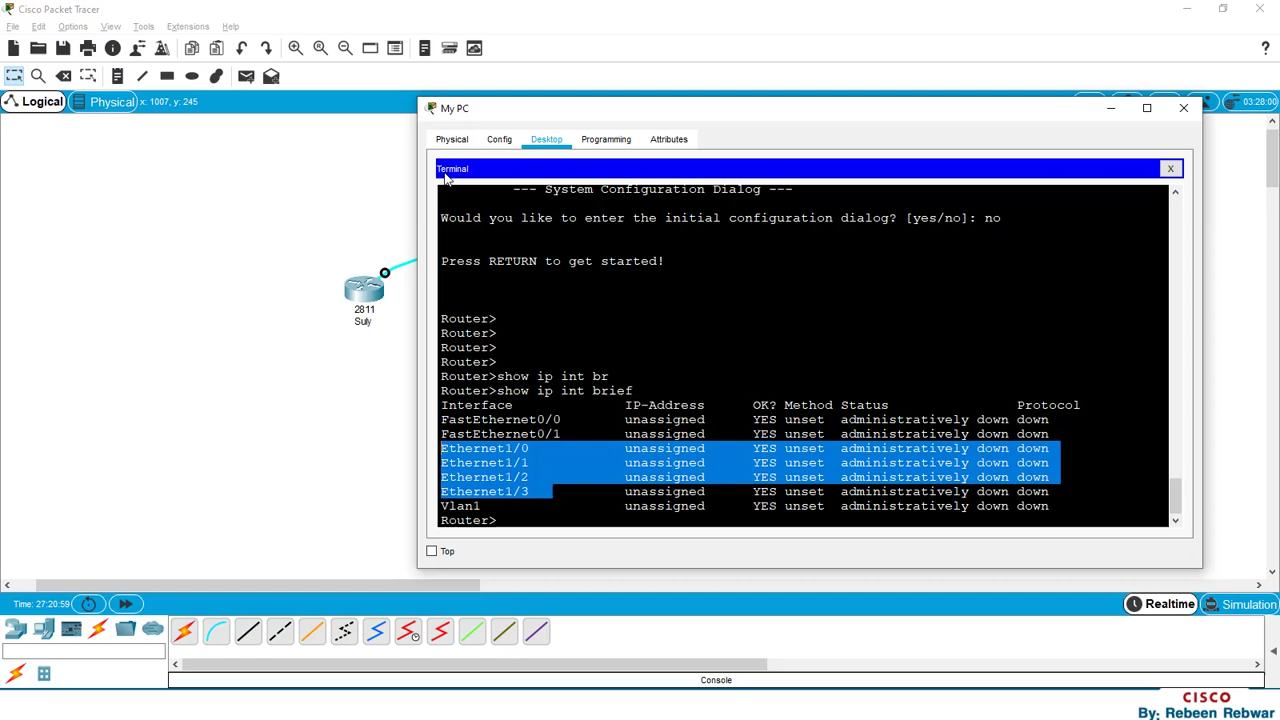 Cisco Packet Tracer
File Edit Options View Tools Extensions Help
Logical Physical x: 1007, y: 245 03:28:00
My PC
Physical Config Desktop Programming Attributes
Terminal X
--- System Configuration Dialog ---
Would you like to enter the initial configuration dialog? [yes/no]: no
Press RETURN to get started!
2811
Suly
Router>
Router>
Router>
Router>
Router>show ip int br
Router>show ip int brief
Interface IP-Address OK? Method Status Protocol
FastEthernet0/0 unassigned YES unset administratively down down
FastEthernet0/1 unassigned YES unset administratively down down
Ethernet1/0 unassigned YES unset administratively down down
Ethernet1/1 unassigned YES unset administratively down down
Ethernet1/2 unassigned YES unset administratively down down
Ethernet1/3 unassigned YES unset administratively down down
Vlan1 unassigned YES unset administratively down down
Router>
Top
Time: 27:20:59 Realtime Simulation
Console
CISCO
By: Rebeen Rebwar